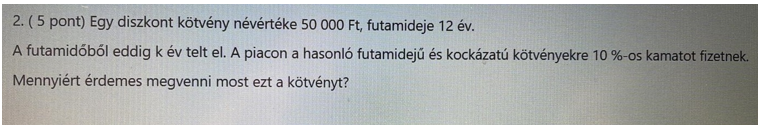 2. ( 5 pont) Egy diszkont kötvény névértéke 50 000 Ft, futamideje 12 év.
A futamidőből eddig k év telt el. A piacon a hasonló futamidejű és kockázatú kötvényekre 10 %-os kamatot fizetnek.
Mennyiért érdemes megvenni most ezt a kötvényt?